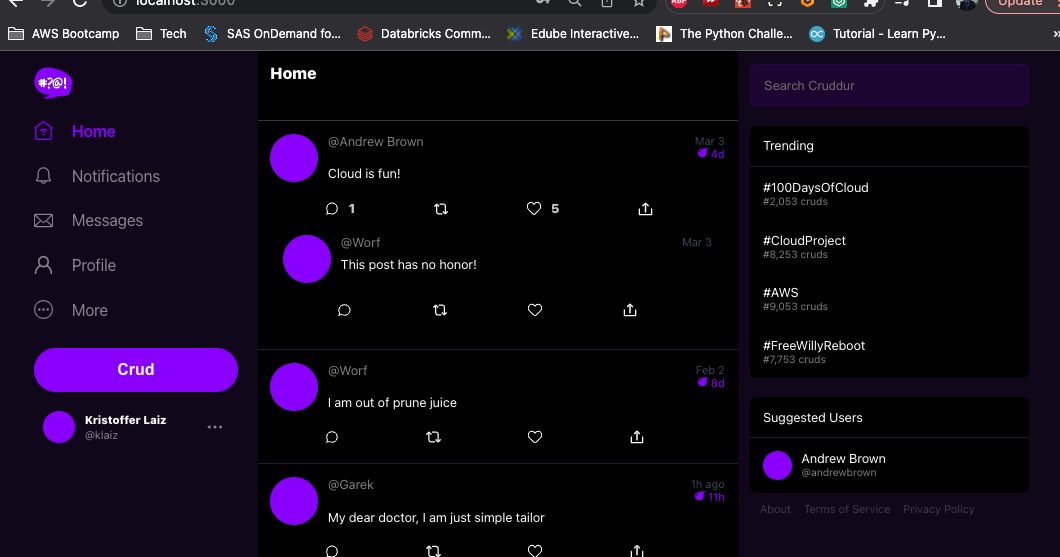 localhost:3000
Update
AWS Bootcamp
Tech
SAS OnDemand fo...
Databricks Comm...
Edube Interactive...
The Python Challe...
Tutorial - Learn Py...
#?@!
Home
Notifications
Messages
Profile
More
Crud
Kristoffer Laiz
@klaiz
Home
@Andrew Brown
Mar 3
4d
Cloud is fun!
1
5
@Worf
Mar 3
This post has no honor!
@Worf
Feb 2
8d
I am out of prune juice
@Garek
1h ago
11h
My dear doctor, I am just simple tailor
Search Cruddur
Trending
#100DaysOfCloud
#2,053 cruds
#CloudProject
#8,253 cruds
#AWS
#9,053 cruds
#FreeWillyReboot
#7,753 cruds
Suggested Users
Andrew Brown
@andrewbrown
About Terms of Service Privacy Policy